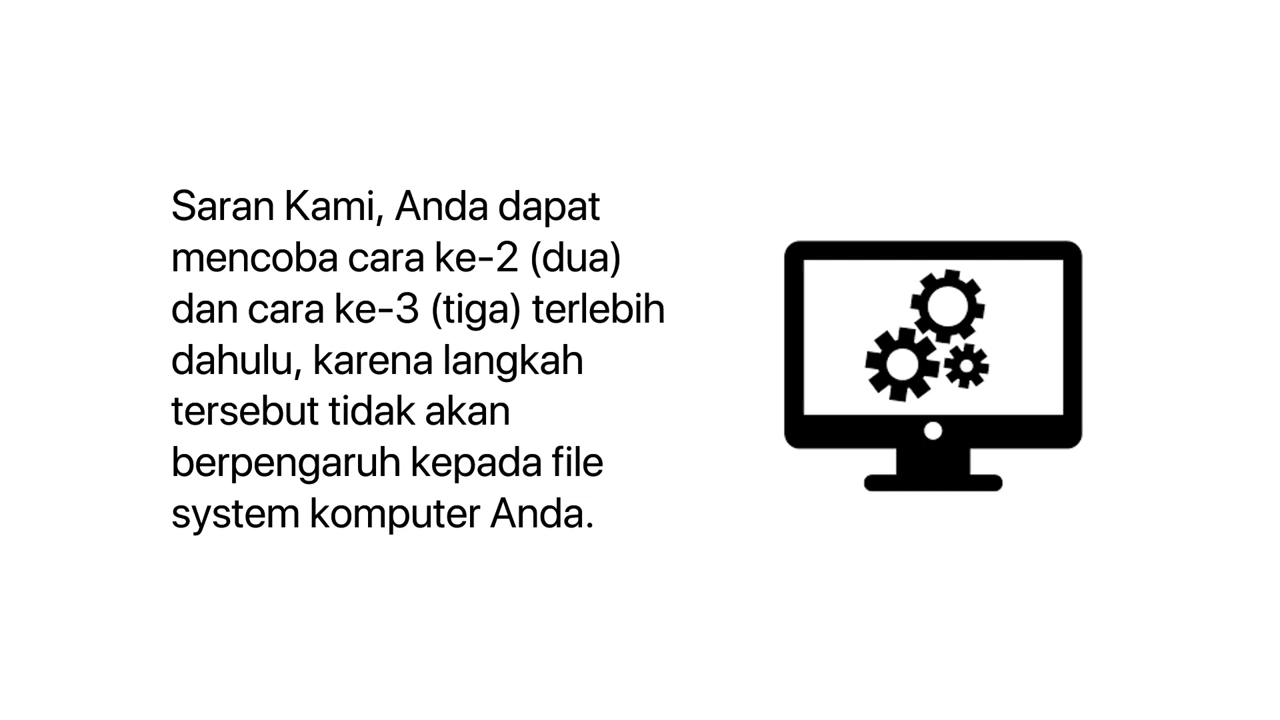 Saran Kami, Anda dapat
mencoba cara ke-2 (dua)
dan cara ke-3 (tiga) terlebih
dahulu, karena langkah
tersebut tidak akan
berpengaruh kepada file
system komputer Anda.